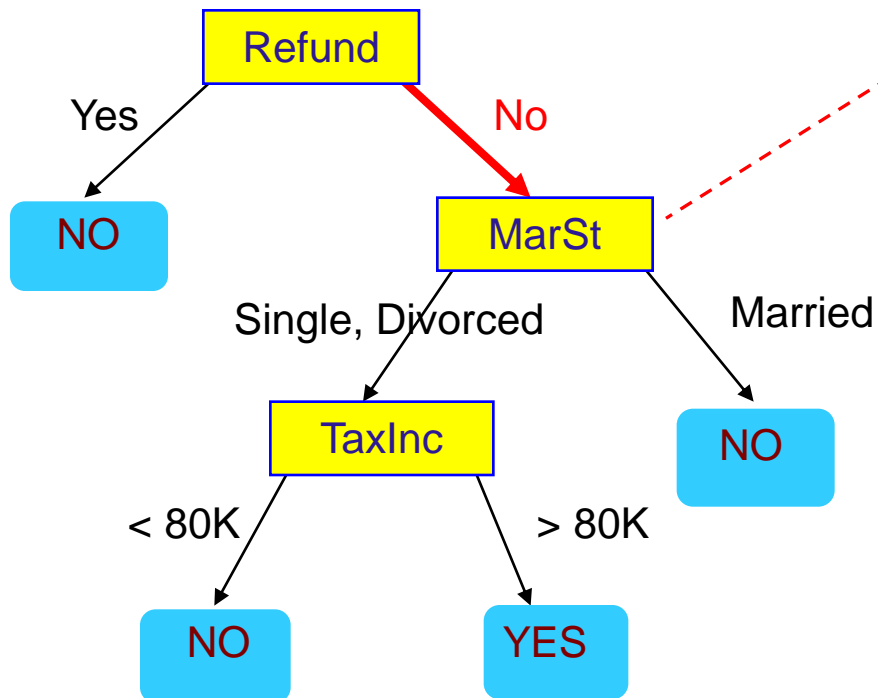 Refund
Yes
No
NO
MarSt
Single, Divorced
Married
TaxInc
NO
< 80K
> 80K
NO
YES